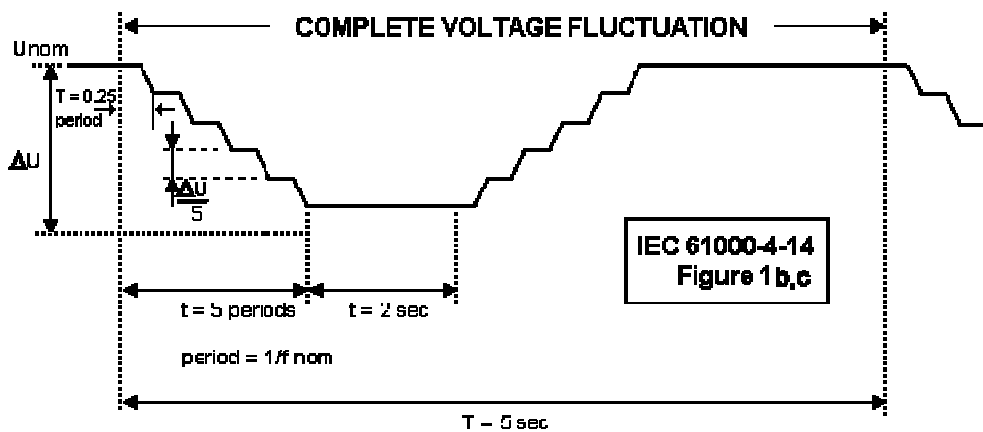 COMPLETE VOLTAGE FLUCTUATION
Unom
T = 0.25
period
ΔU
ΔU
5
IEC 61000-4-14
Figure 1b,c
t = 5 periods
t = 2 sec
period = 1/f nom
T = 5 sec